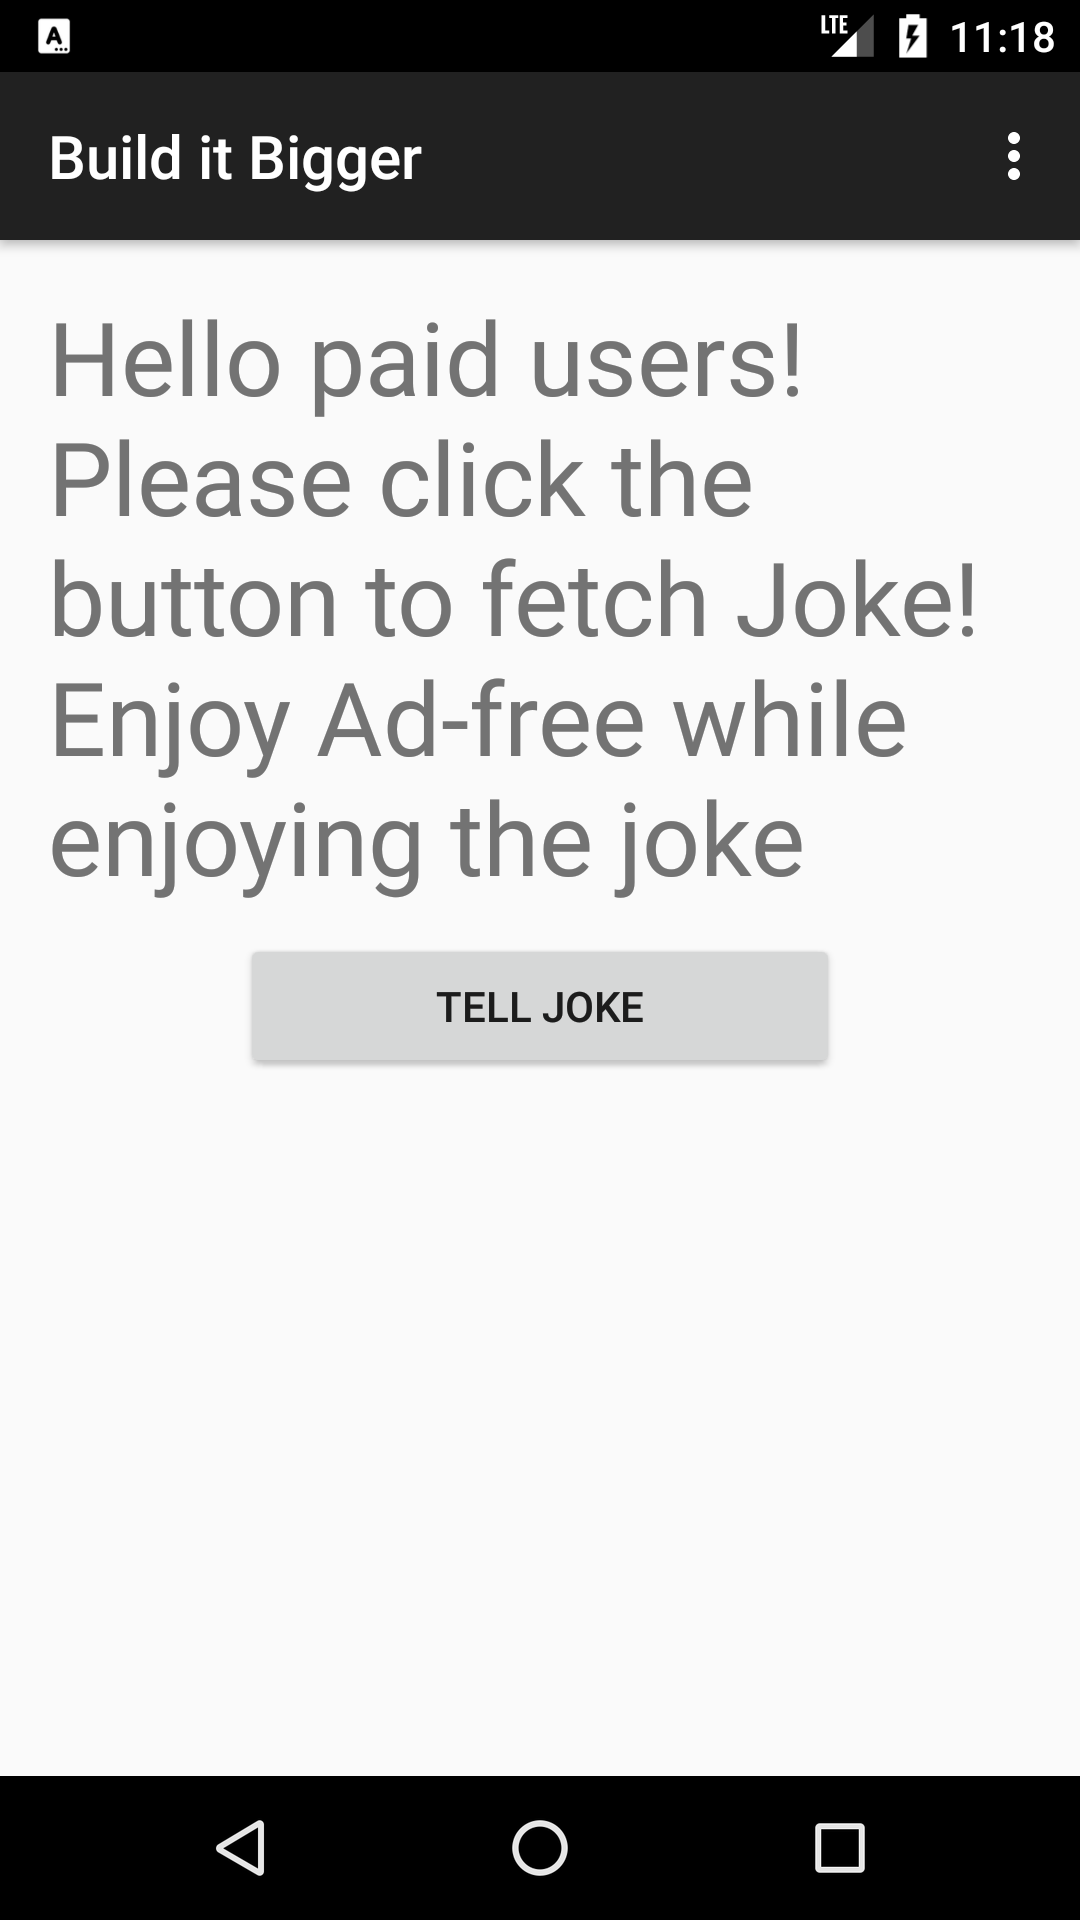 A
LTE
11:18
Build it Bigger
Hello paid users!
Please click the
button to fetch Joke!
Enjoy Ad-free while
enjoying the joke
TELL JOKE